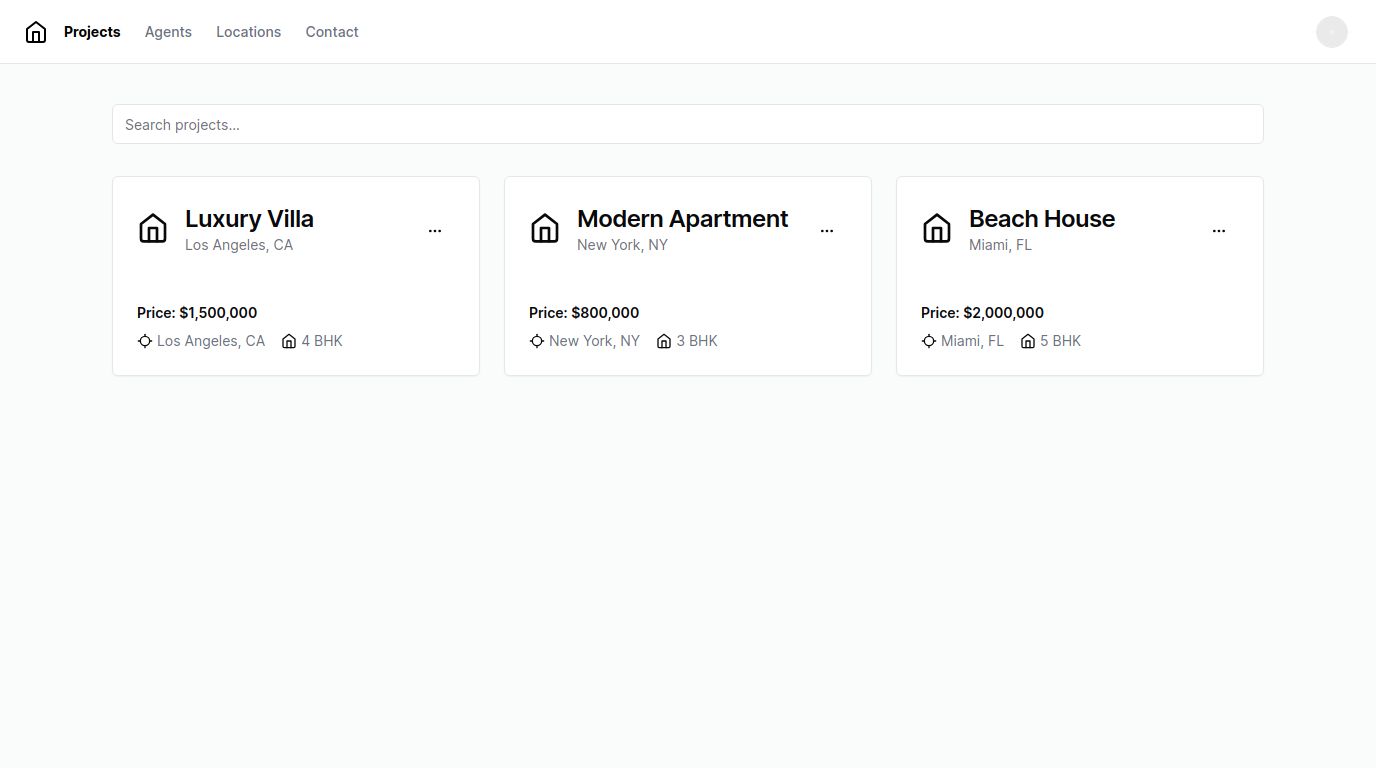 Projects Agents Locations Contact
Search projects...
Luxury Villa
Los Angeles, CA
Price: $1,500,000
Los Angeles, CA 4 BHK
Modern Apartment
New York, NY
Price: $800,000
New York, NY 3 BHK
Beach House
Miami, FL
Price: $2,000,000
Miami, FL 5 BHK